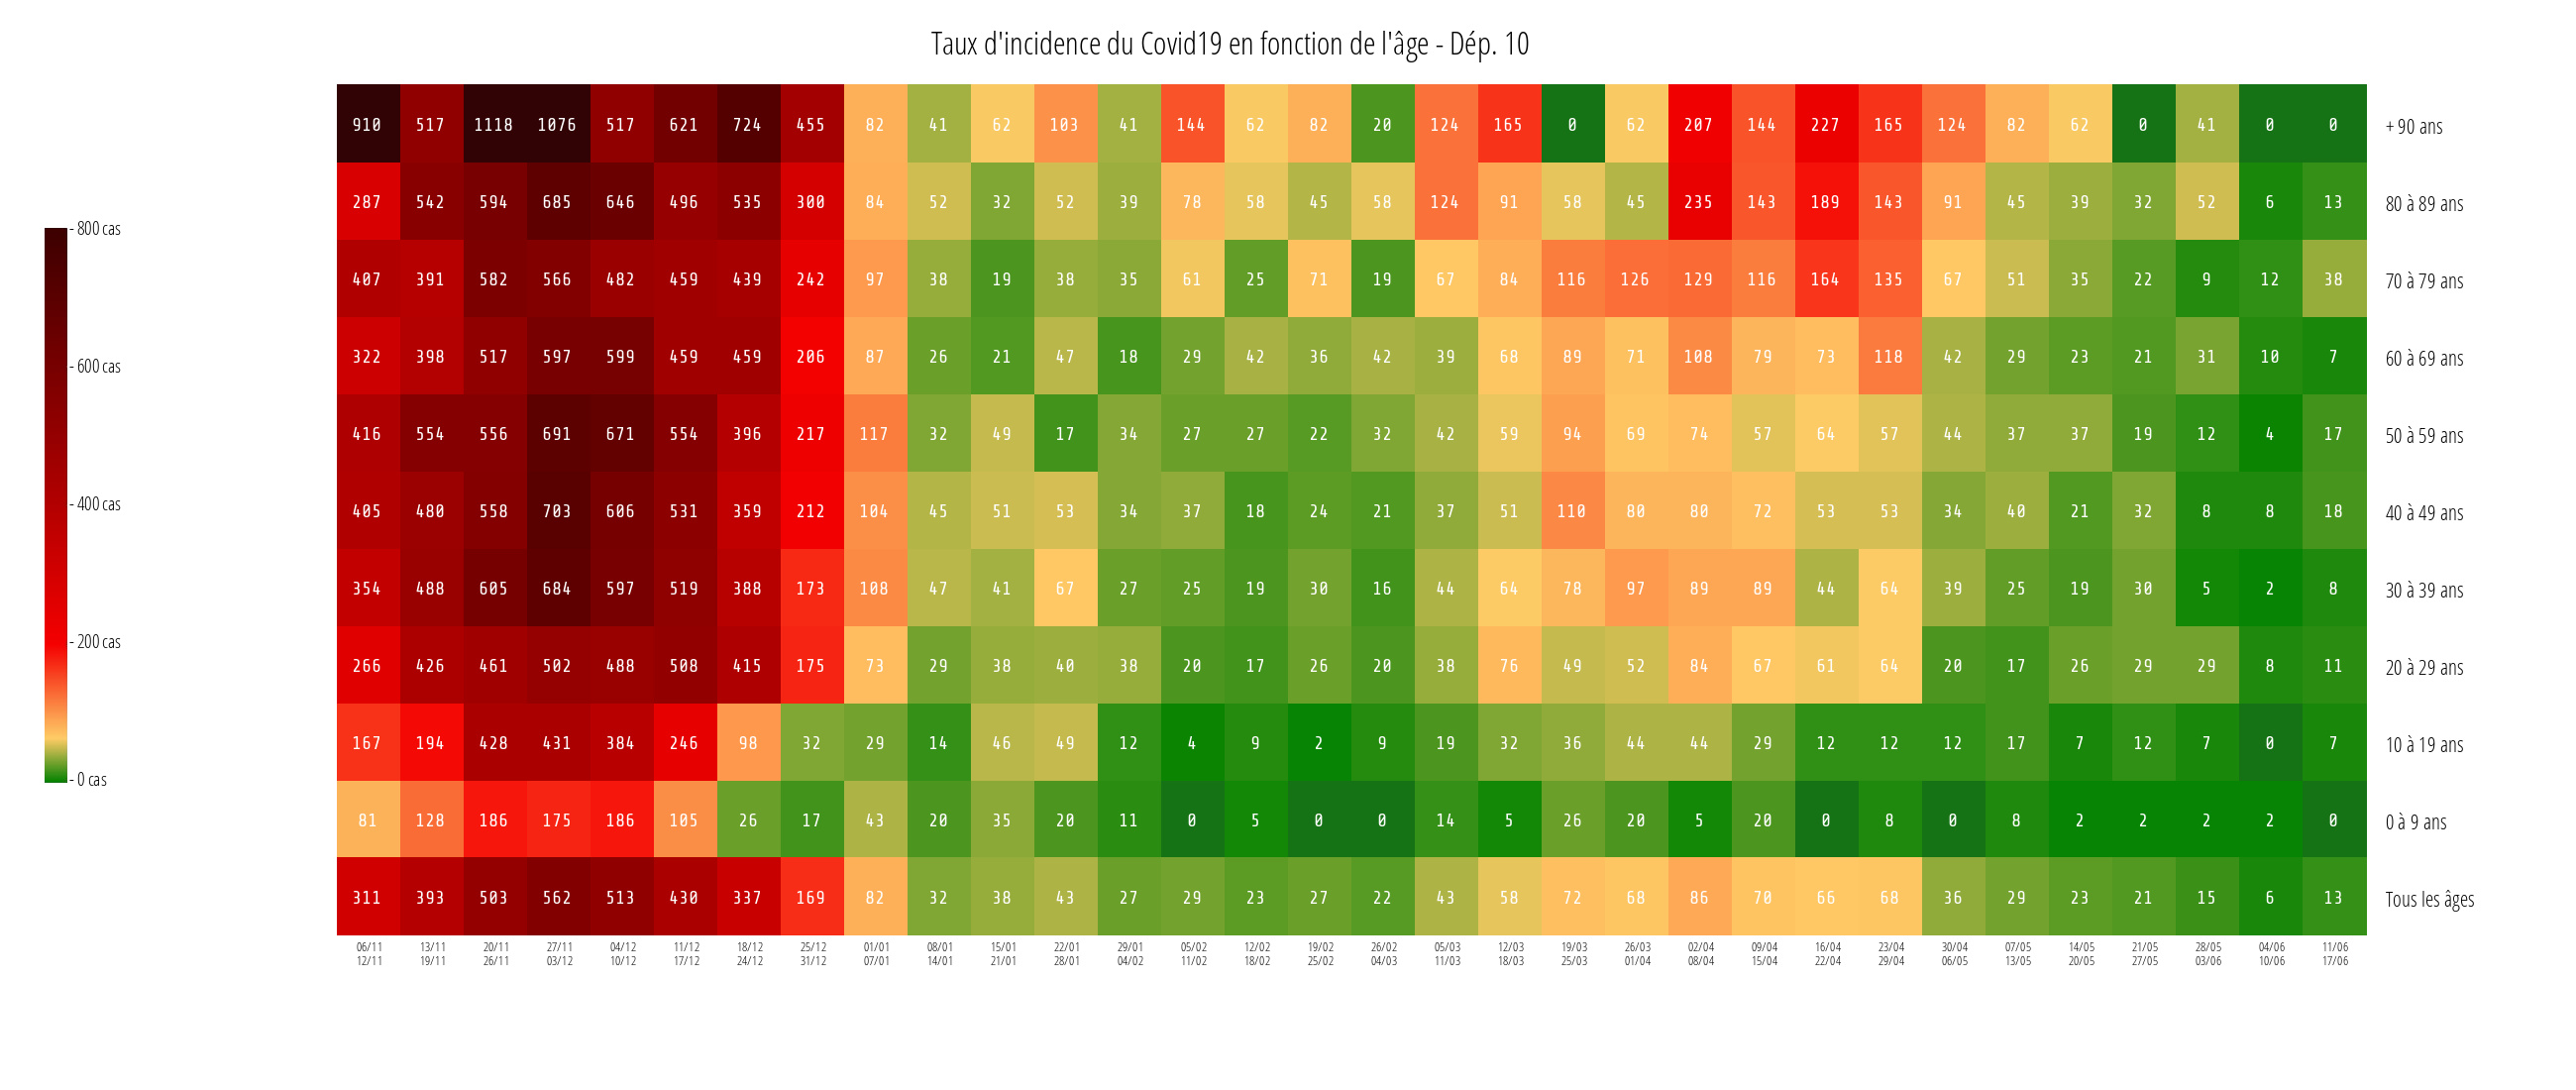 Taux d'incidence du Covid19 en fonction de l'âge - Dép. 10
910 517 1118 1076 517 621 724 455 82 41 62 103 41 144 62 82 20 124 165 0 62 207 144 227 165 124 82 62 0 41 0 0 + 90 ans
287 542 594 685 646 496 535 300 84 52 32 52 39 78 58 45 58 124 91 58 45 235 143 189 143 91 45 39 32 52 6 13 80 à 89 ans
- 800 cas
407 391 582 566 482 459 439 242 97 38 19 38 35 61 25 71 19 67 84 116 126 129 116 164 135 67 51 35 22 9 12 38 70 à 79 ans
322 398 517 597 599 459 459 206 87 26 21 47 18 29 42 36 42 39 68 89 71 108 79 73 118 42 29 23 21 31 10 7 60 à 69 ans
- 600 cas
416 554 556 691 671 554 396 217 117 32 49 17 34 27 27 22 32 42 59 94 69 74 57 64 57 44 37 37 19 12 4 17 50 à 59 ans
- 400 cas
405 480 558 703 606 531 359 212 104 45 51 53 34 37 18 24 21 37 51 110 80 80 72 53 53 34 40 21 32 8 8 18 40 à 49 ans
354 488 605 684 597 519 388 173 108 47 41 67 27 25 19 30 16 44 64 78 97 89 89 44 64 39 25 19 30 5 2 8 30 à 39 ans
- 200 cas
266 426 461 502 488 508 415 175 73 29 38 40 38 20 17 26 20 38 76 49 52 84 67 61 64 20 17 26 29 29 8 11 20 à 29 ans
167 194 428 431 384 246 98 32 29 14 46 49 12 4 9 2 9 19 32 36 44 44 29 12 12 12 17 7 12 7 0 7 10 à 19 ans
- 0 cas
81 128 186 175 186 105 26 17 43 20 35 20 11 0 5 0 0 14 5 26 20 5 20 0 8 0 8 2 2 2 2 0 0 à 9 ans
311 393 503 562 513 430 337 169 82 32 38 43 27 29 23 27 22 43 58 72 68 86 70 66 68 36 29 23 21 15 6 13 Tous les âges
06/11 13/11 20/11 27/11 04/12 11/12 18/12 25/12 01/01 08/01 15/01 22/01 29/01 05/02 12/02 19/02 26/02 05/03 12/03 19/03 26/03 02/04 09/04 16/04 23/04 30/04 07/05 14/05 21/05 28/05 04/06 11/06
12/11 19/11 26/11 03/12 10/12 17/12 24/12 31/12 07/01 14/01 21/01 28/01 04/02 11/02 18/02 25/02 04/03 11/03 18/03 25/03 01/04 08/04 15/04 22/04 29/04 06/05 13/05 20/05 27/05 03/06 10/06 17/06